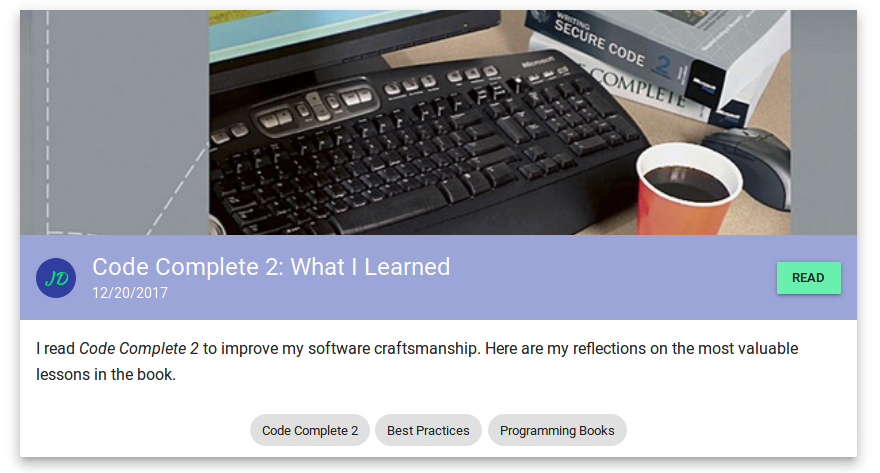 WRITING
SECURE CODE 2
Microsoft
COMPLETE
JD
Code Complete 2: What I Learned
12/20/2017
READ
I read Code Complete 2 to improve my software craftsmanship. Here are my reflections on the most valuable
lessons in the book.
Code Complete 2
Best Practices
Programming Books